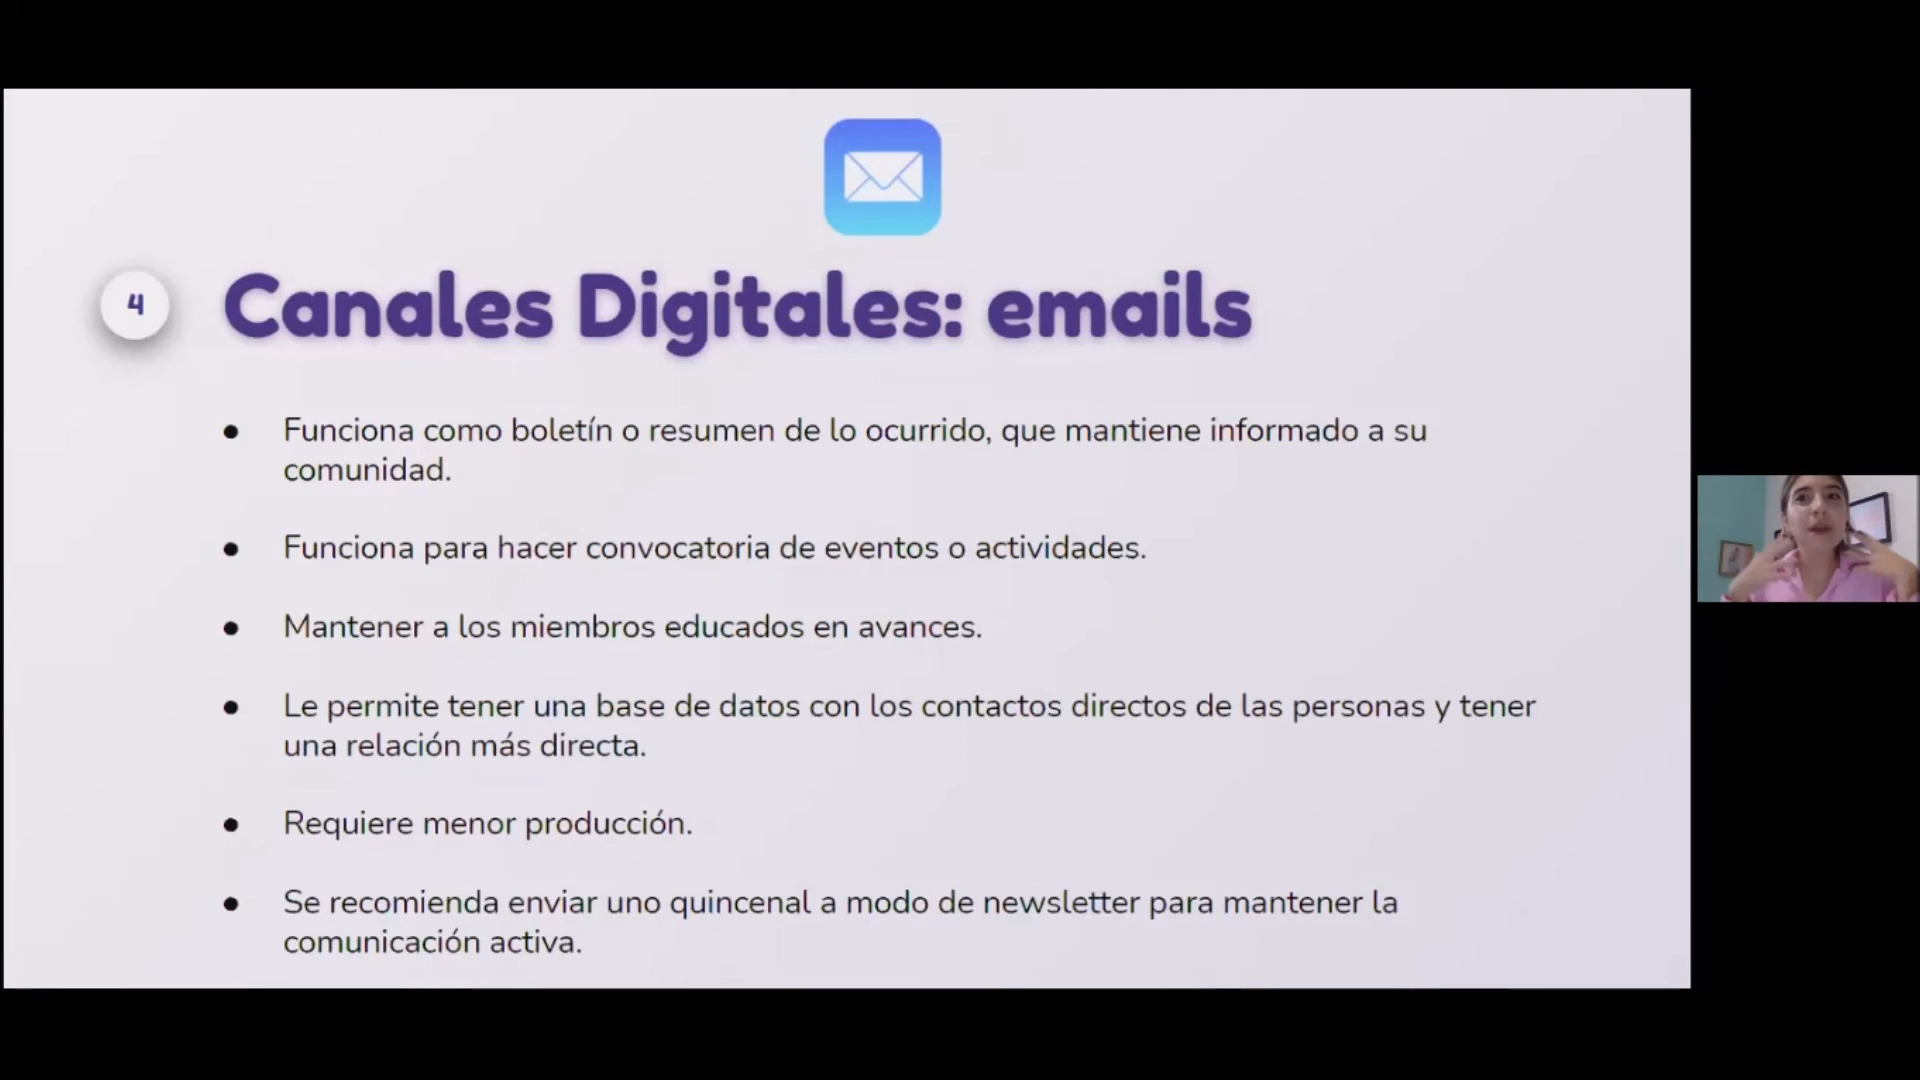 4
Canales Digitales: emails
● Funciona como boletín o resumen de lo ocurrido, que mantiene informado a su
comunidad.
● Funciona para hacer convocatoria de eventos o actividades.
● Mantener a los miembros educados en avances.
● Le permite tener una base de datos con los contactos directos de las personas y tener
una relación más directa.
● Requiere menor producción.
● Se recomienda enviar uno quincenal a modo de newsletter para mantener la
comunicación activa.